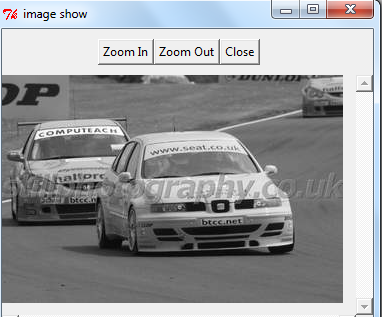 image show
Zoom In Zoom Out Close
DUNLOP
OP
COMPUTEACH
www.seat.co.uk
halfords
photography.co.uk
btcc.net
btcc.net